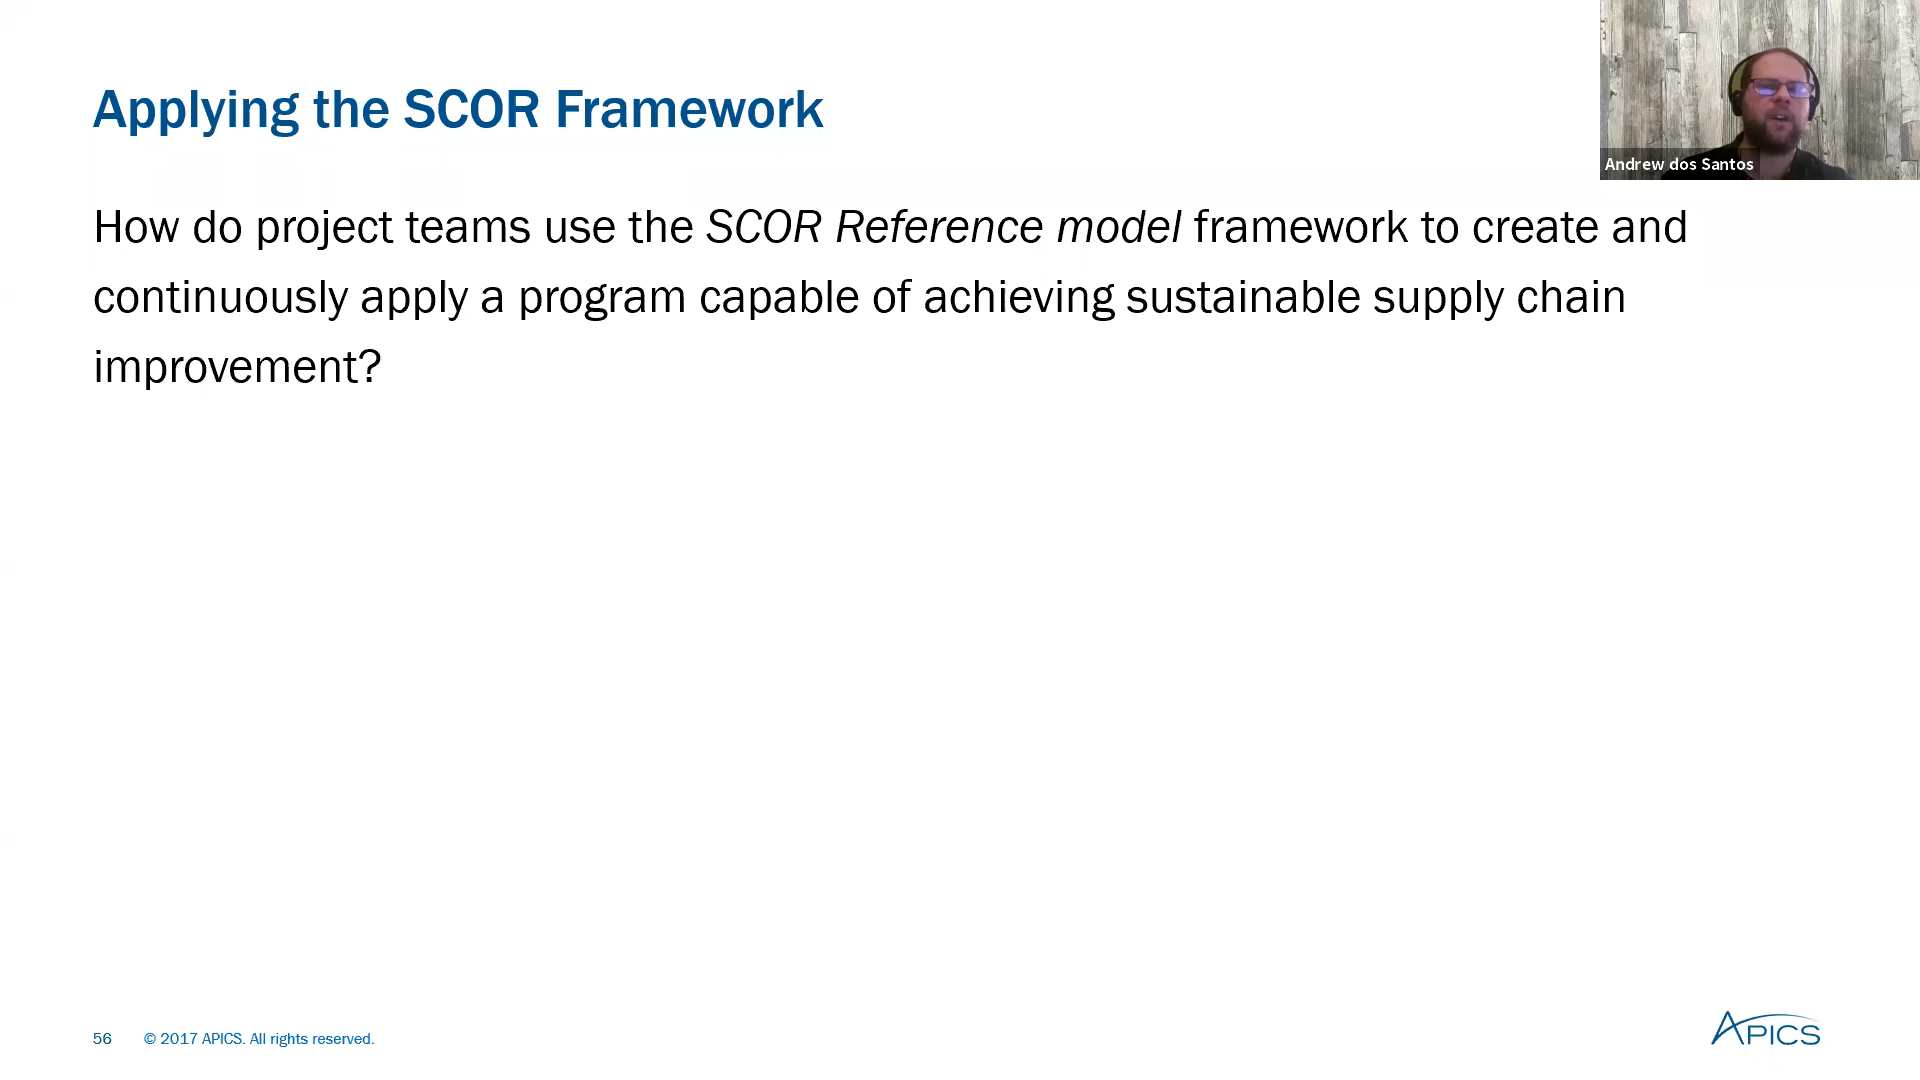 Applying the SCOR Framework
Andrew dos Santos
How do project teams use the SCOR Reference model framework to create and
continuously apply a program capable of achieving sustainable supply chain
improvement?
56 © 2017 APICS. All rights reserved.
APICS